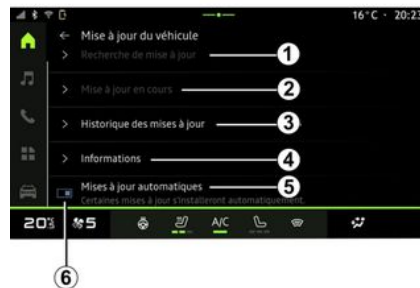 16°C · 20:23
Mise à jour du véhicule
Recherche de mise à jour 1
Mise à jour en cours 2
Historique des mises à jour 3
Informations 4
Mises à jour automatiques 5
Certaines mises à jour s'installeront automatiquement.
20 5 A/C
6